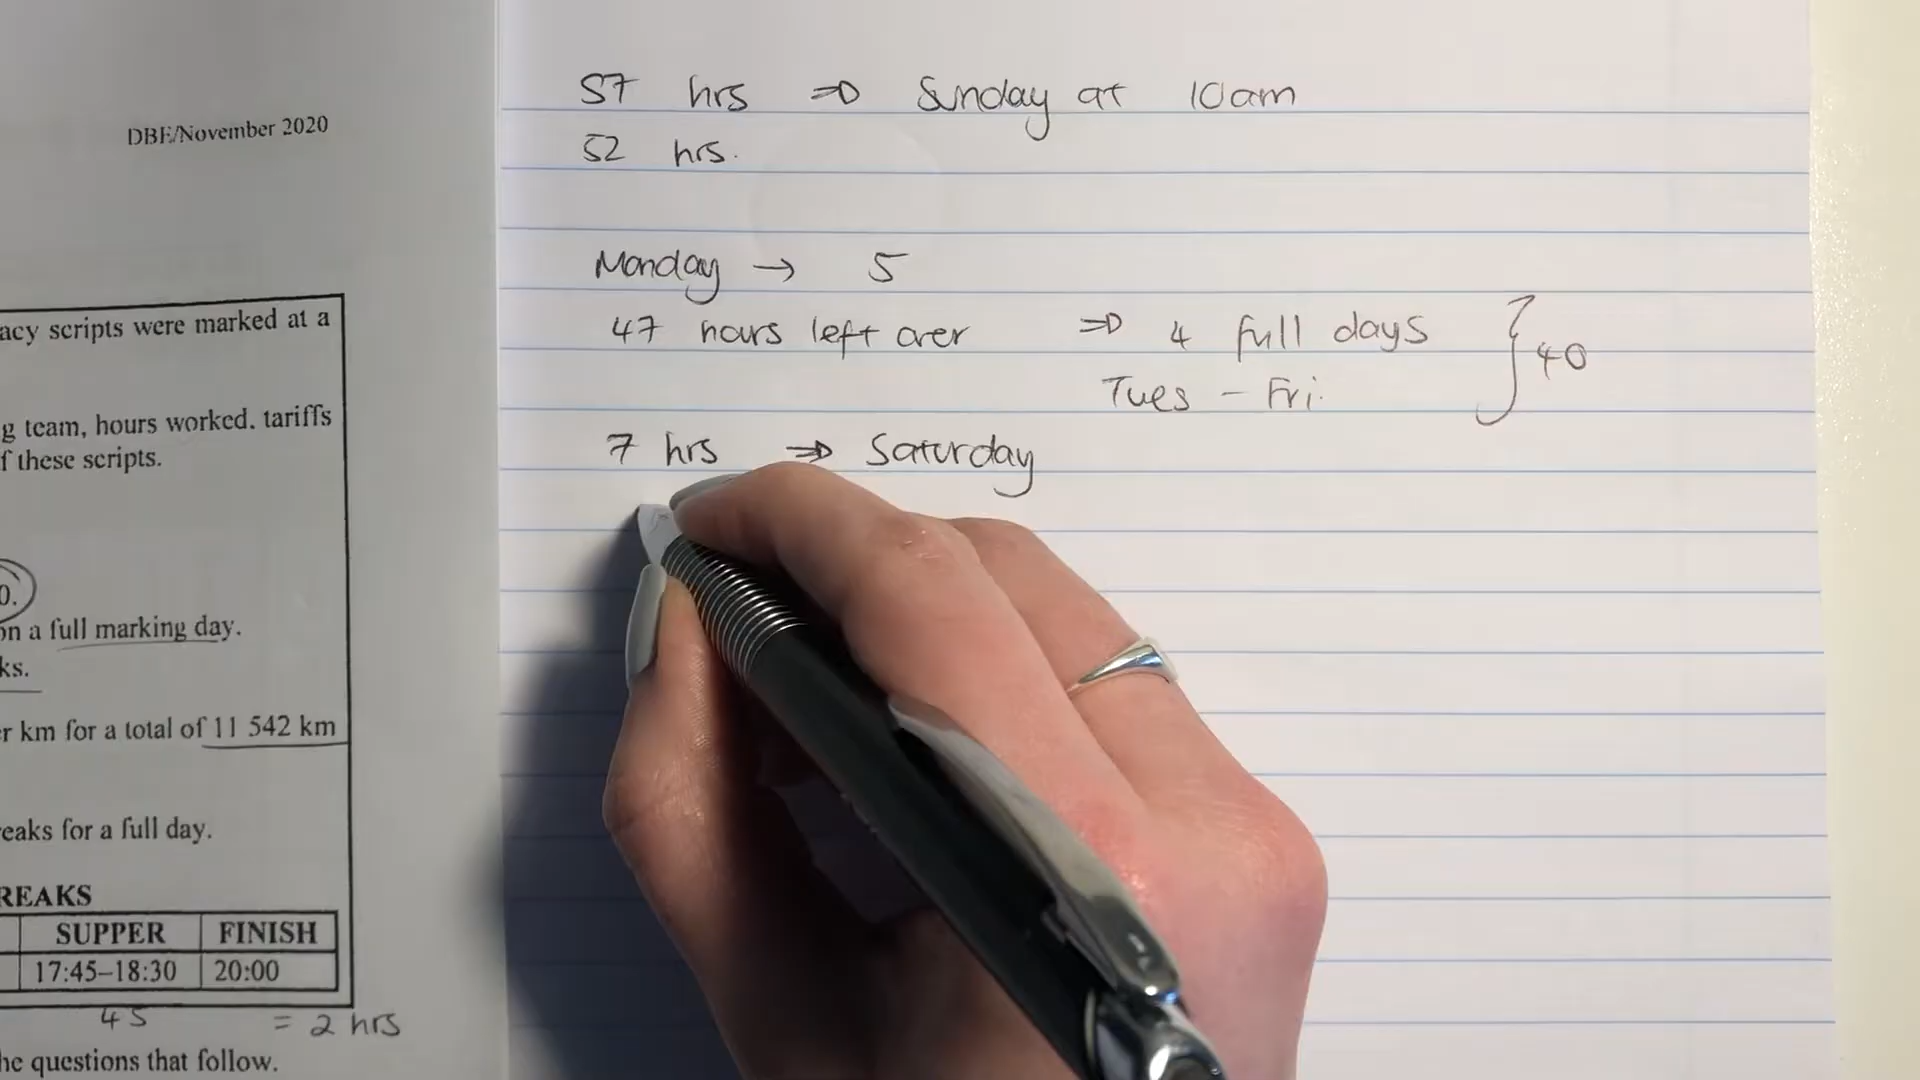 DBE/November 2020
acy scripts were marked at a
g team, hours worked. tariffs
f these scripts.
0.
on a full marking day.
ks.
r km for a total of 11 542 km
eaks for a full day.
REAKS
SUPPER FINISH
17:45–18:30 20:00
45 = 2 hrs
he questions that follow.
57 hrs ⇒ Sunday at 10am
52 hrs.
Monday → 5
47 hours left over ⇒ 4 full days } 40
Tues – Fri.
7 hrs ⇒ Saturday